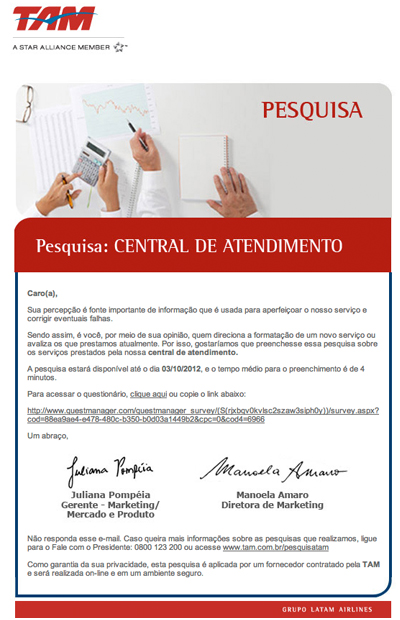 TAM
A STAR ALLIANCE MEMBER
PESQUISA
Pesquisa: CENTRAL DE ATENDIMENTO
Caro(a),
Sua percepção é fonte importante de informação que é usada para aperfeiçoar o nosso serviço e
corrigir eventuais falhas.
Sendo assim, é você, por meio de sua opinião, quem direciona a formatação de um novo serviço ou
avaliza os que prestamos atualmente. Por isso, gostaríamos que preenchesse essa pesquisa sobre
os serviços prestados pela nossa central de atendimento.
A pesquisa estará disponível até o dia 03/10/2012, e o tempo médio para o preenchimento é de 4
minutos.
Para acessar o questionário, clique aqui ou copie o link abaixo:
http://www.questmanager.com/questmanager_survey/(S(rjxbqv0kvlsc2szaw3siph0y))/survey.aspx?
cod=88ea9ae4-e478-480c-b350-b0d03a1449b2&cpc=0&cod4=6966
Um abraço,
Juliana Pompéia
Manoela Amaro
Juliana Pompéia
Gerente - Marketing/
Mercado e Produto
Manoela Amaro
Diretora de Marketing
Não responda esse e-mail. Caso queira mais informações sobre as pesquisas que realizamos, ligue
para o Fale com o Presidente: 0800 123 200 ou acesse www.tam.com.br/pesquisatam
Como garantia da sua privacidade, esta pesquisa é aplicada por um fornecedor contratado pela TAM
e será realizada on-line e em um ambiente seguro.
GRUPO LATAM AIRLINES